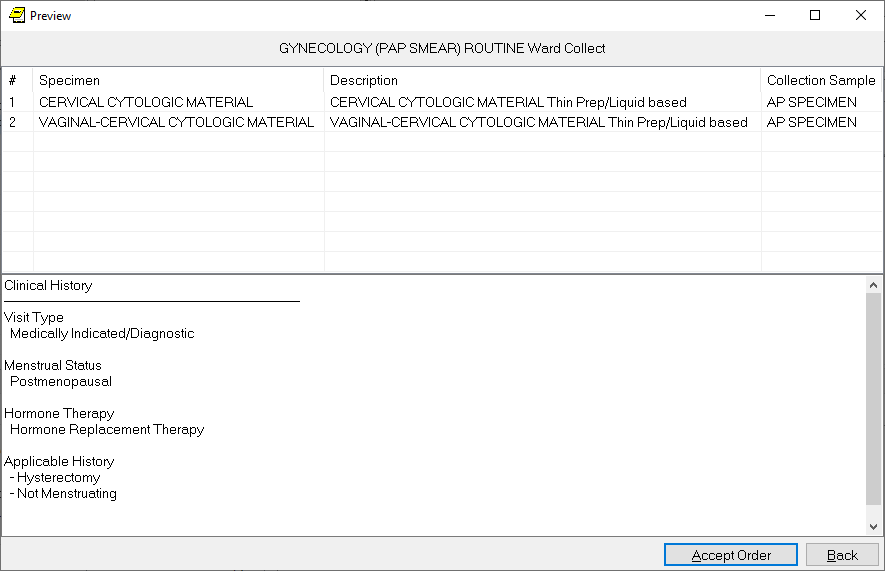 Preview
GYNECOLOGY (PAP SMEAR) ROUTINE Ward Collect
# Specimen Description Collection Sample
1 CERVICAL CYTOLOGIC MATERIAL CERVICAL CYTOLOGIC MATERIAL Thin Prep/Liquid based AP SPECIMEN
2 VAGINAL-CERVICAL CYTOLOGIC MATERIAL VAGINAL-CERVICAL CYTOLOGIC MATERIAL Thin Prep/Liquid based AP SPECIMEN
Clinical History
Visit Type
Medically Indicated/Diagnostic
Menstrual Status
Postmenopausal
Hormone Therapy
Hormone Replacement Therapy
Applicable History
- Hysterectomy
- Not Menstruating
Accept Order Back